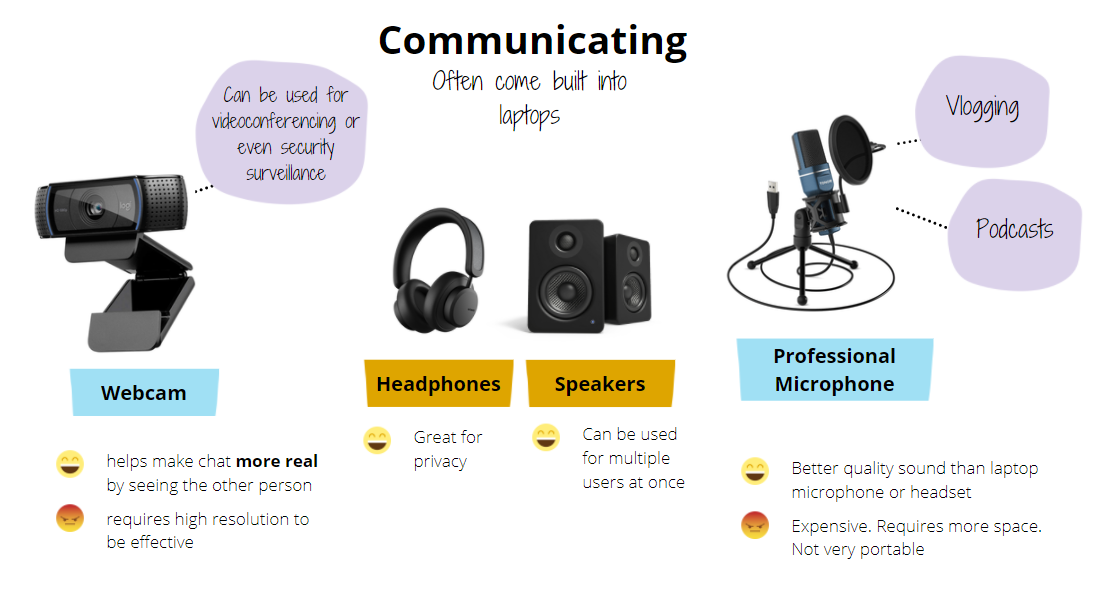 Communicating
Often come built into
laptops
Can be used for
videoconferencing or
even security
surveillance
Vlogging
Podcasts
logi
Webcam
helps make chat more real
by seeing the other person
requires high resolution to
be effective
Headphones
Great for
privacy
Speakers
Can be used
for multiple
users at once
Professional
Microphone
Better quality sound than laptop
microphone or headset
Expensive. Requires more space.
Not very portable